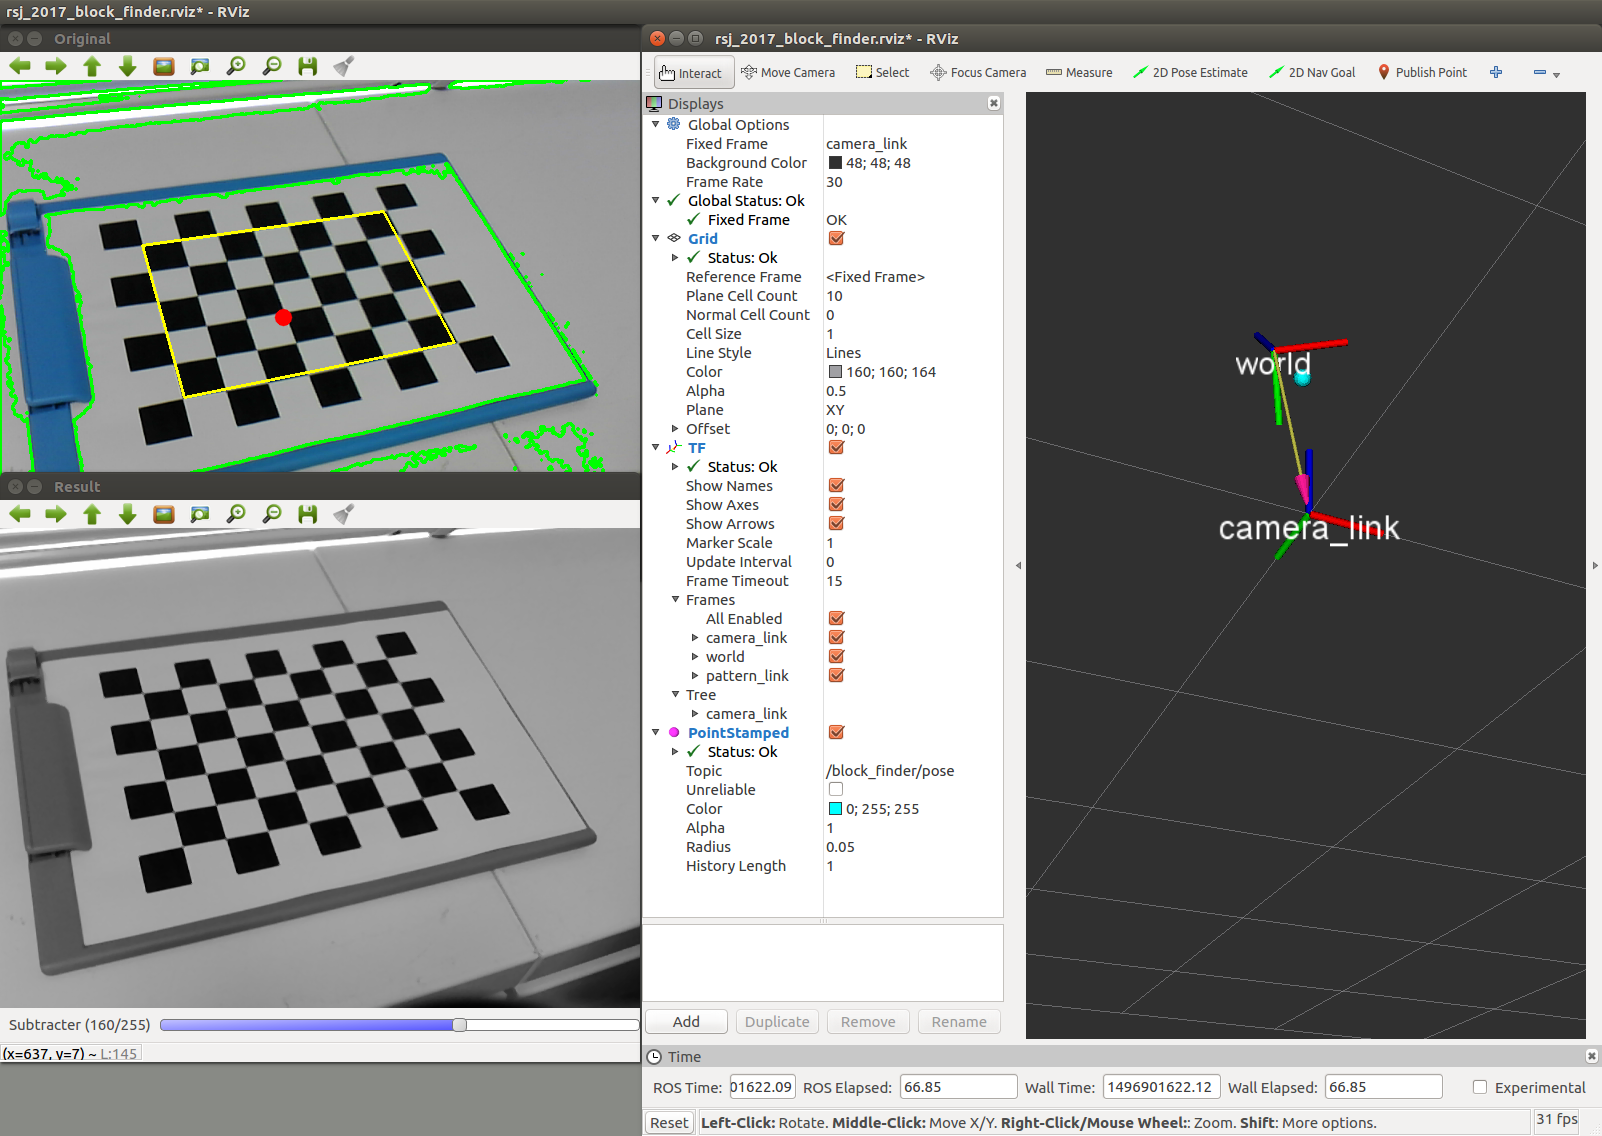 rsj_2017_block_finder.rviz* - RViz
Original
Result
Subtracter (160/255)
(x=637, y=7) ~ L:145
rsj_2017_block_finder.rviz* - RViz
Interact Move Camera Select Focus Camera Measure 2D Pose Estimate 2D Nav Goal Publish Point
Displays
Global Options
Fixed Frame camera_link
Background Color 48; 48; 48
Frame Rate 30
Global Status: Ok
Fixed Frame OK
Grid
Status: Ok
Reference Frame <Fixed Frame>
Plane Cell Count 10
Normal Cell Count 0
Cell Size 1
Line Style Lines
Color 160; 160; 164
Alpha 0.5
Plane XY
Offset 0; 0; 0
TF
Status: Ok
Show Names
Show Axes
Show Arrows
Marker Scale 1
Update Interval 0
Frame Timeout 15
Frames
All Enabled
camera_link
world
pattern_link
Tree
camera_link
PointStamped
Status: Ok
Topic /block_finder/pose
Unreliable
Color 0; 255; 255
Alpha 1
Radius 0.05
History Length 1
Add Duplicate Remove Rename
world
camera_link
Time
ROS Time: 01622.09 ROS Elapsed: 66.85 Wall Time: 1496901622.12 Wall Elapsed: 66.85 Experimental
Reset Left-Click: Rotate. Middle-Click: Move X/Y. Right-Click/Mouse Wheel:: Zoom. Shift: More options. 31 fps